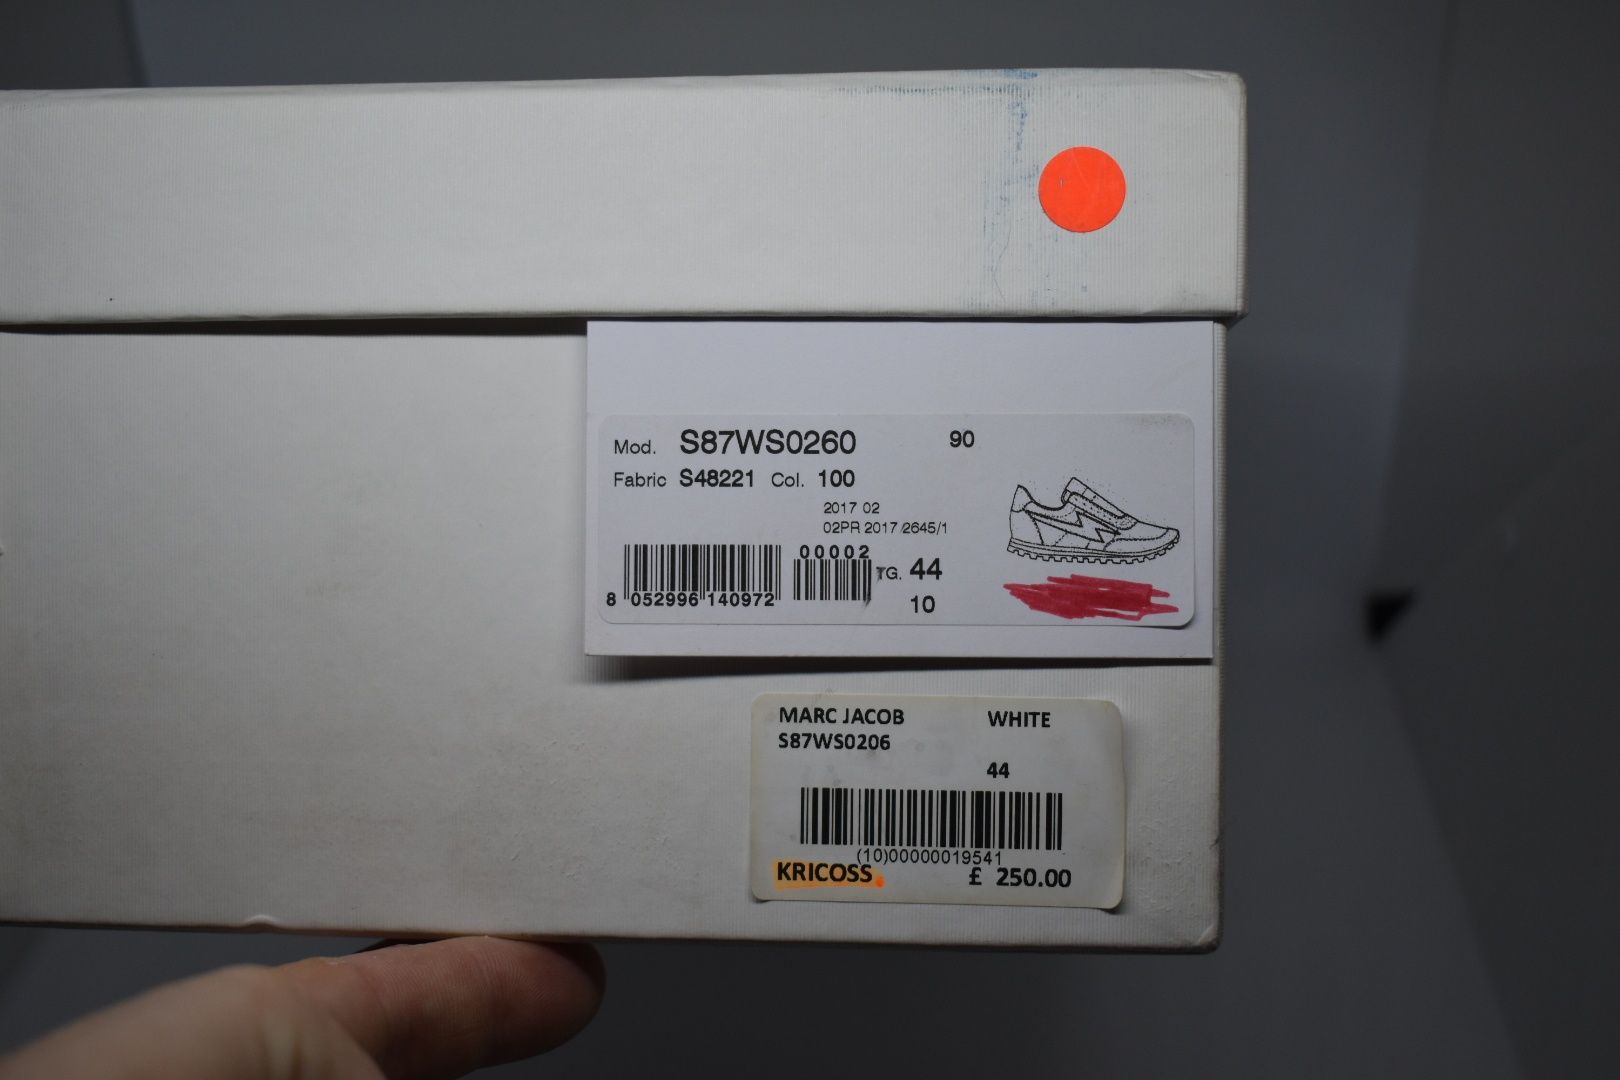 Mod. S87WS0260 90
Fabric S48221 Col. 100
2017 02
02PR 2017 2645/1
00002
TG. 44
8 052996 140972
10
MARC JACOB WHITE
S87WS0206
44
(10)00000019541
KRICOSS. £ 250.00